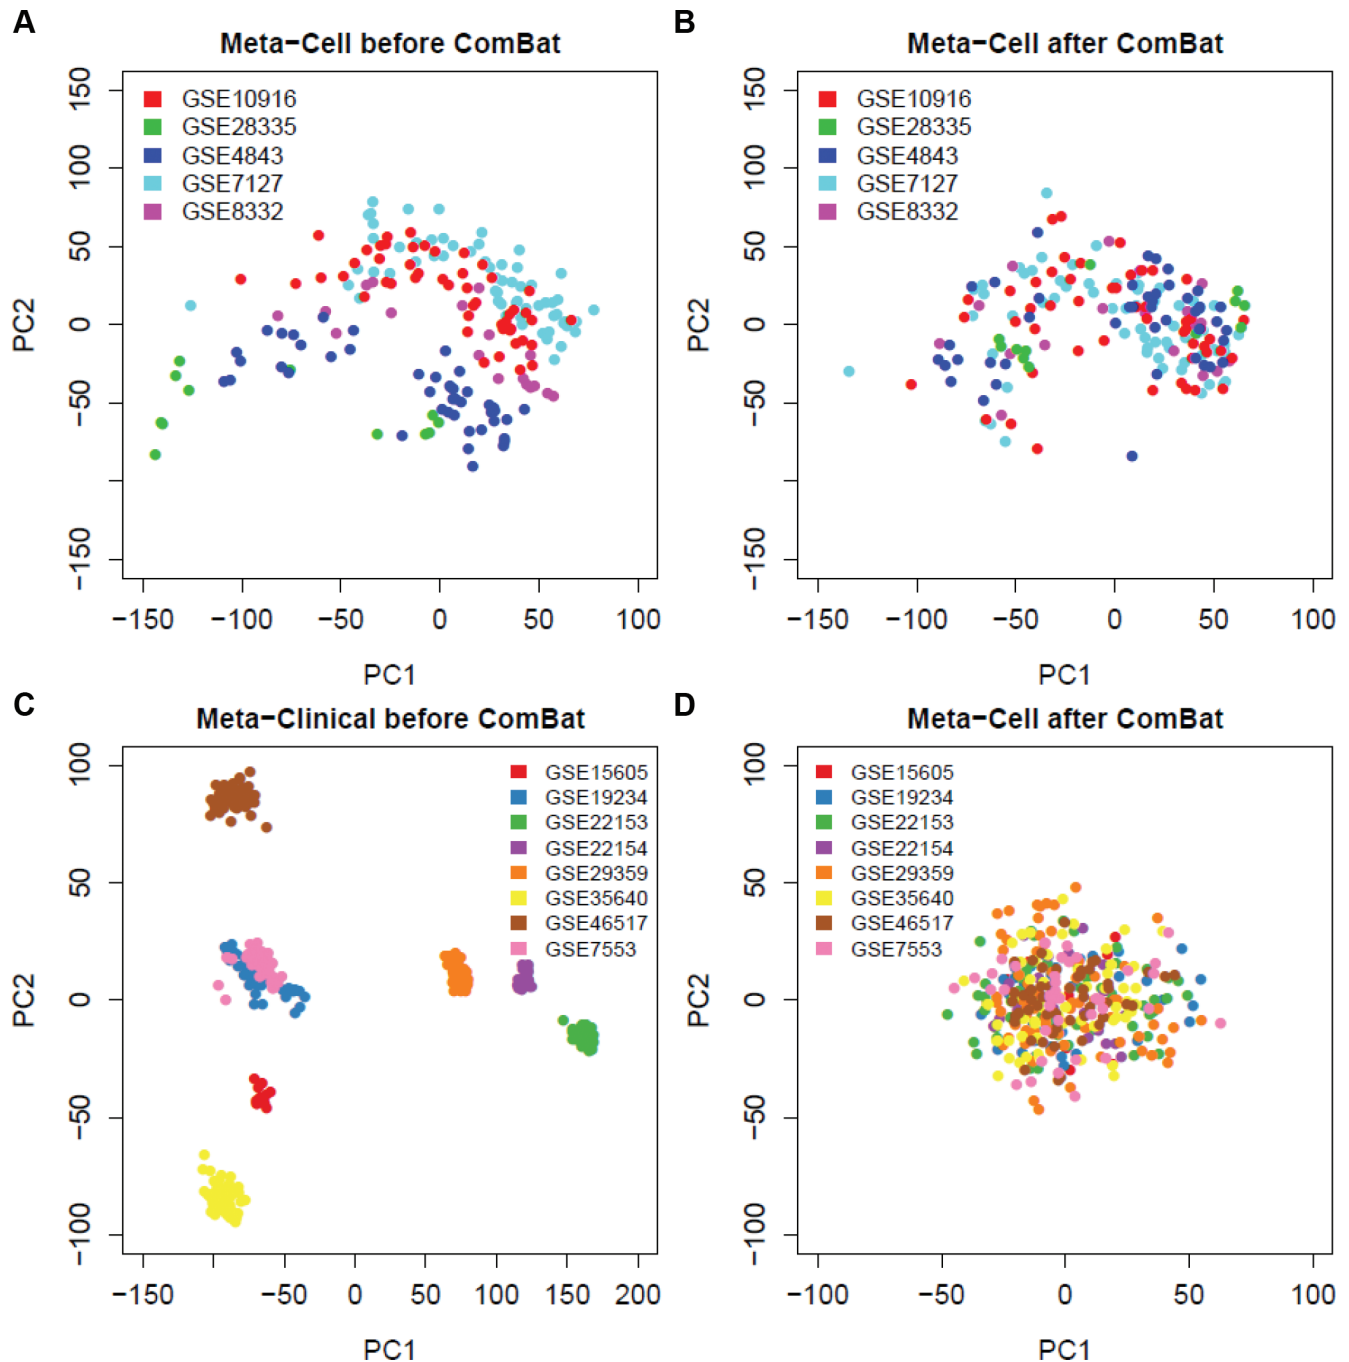 A
Meta−Cell before ComBat
GSE10916
GSE28335
GSE4843
GSE7127
GSE8332
150
100
50
0
−50
−150
PC2
−150 −100 −50 0 50 100
PC1
B
Meta−Cell after ComBat
GSE10916
GSE28335
GSE4843
GSE7127
GSE8332
150
100
50
0
−50
−150
PC2
−150 −50 0 50 100
PC1
C
Meta−Clinical before ComBat
GSE15605
GSE19234
GSE22153
GSE22154
GSE29359
GSE35640
GSE46517
GSE7553
100
50
0
−50
−100
PC2
−150 −50 0 50 100 150 200
PC1
D
Meta−Cell after ComBat
GSE15605
GSE19234
GSE22153
GSE22154
GSE29359
GSE35640
GSE46517
GSE7553
100
50
0
−50
−100
PC2
−100 −50 0 50 100
PC1